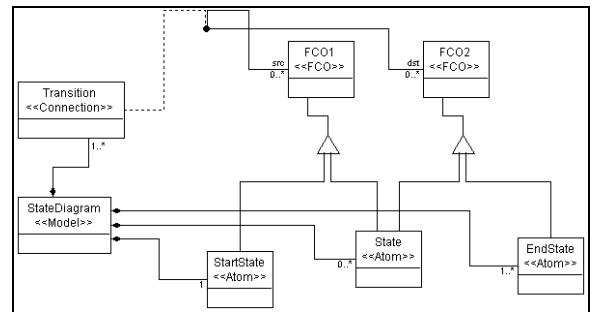 FCO1
<<FCO>>
FCO2
<<FCO>>
src
0..*
dst
0..*
Transition
<<Connection>>
1..*
StateDiagram
<<Model>>
StartState
<<Atom>>
1
State
<<Atom>>
0..*
EndState
<<Atom>>
1..*